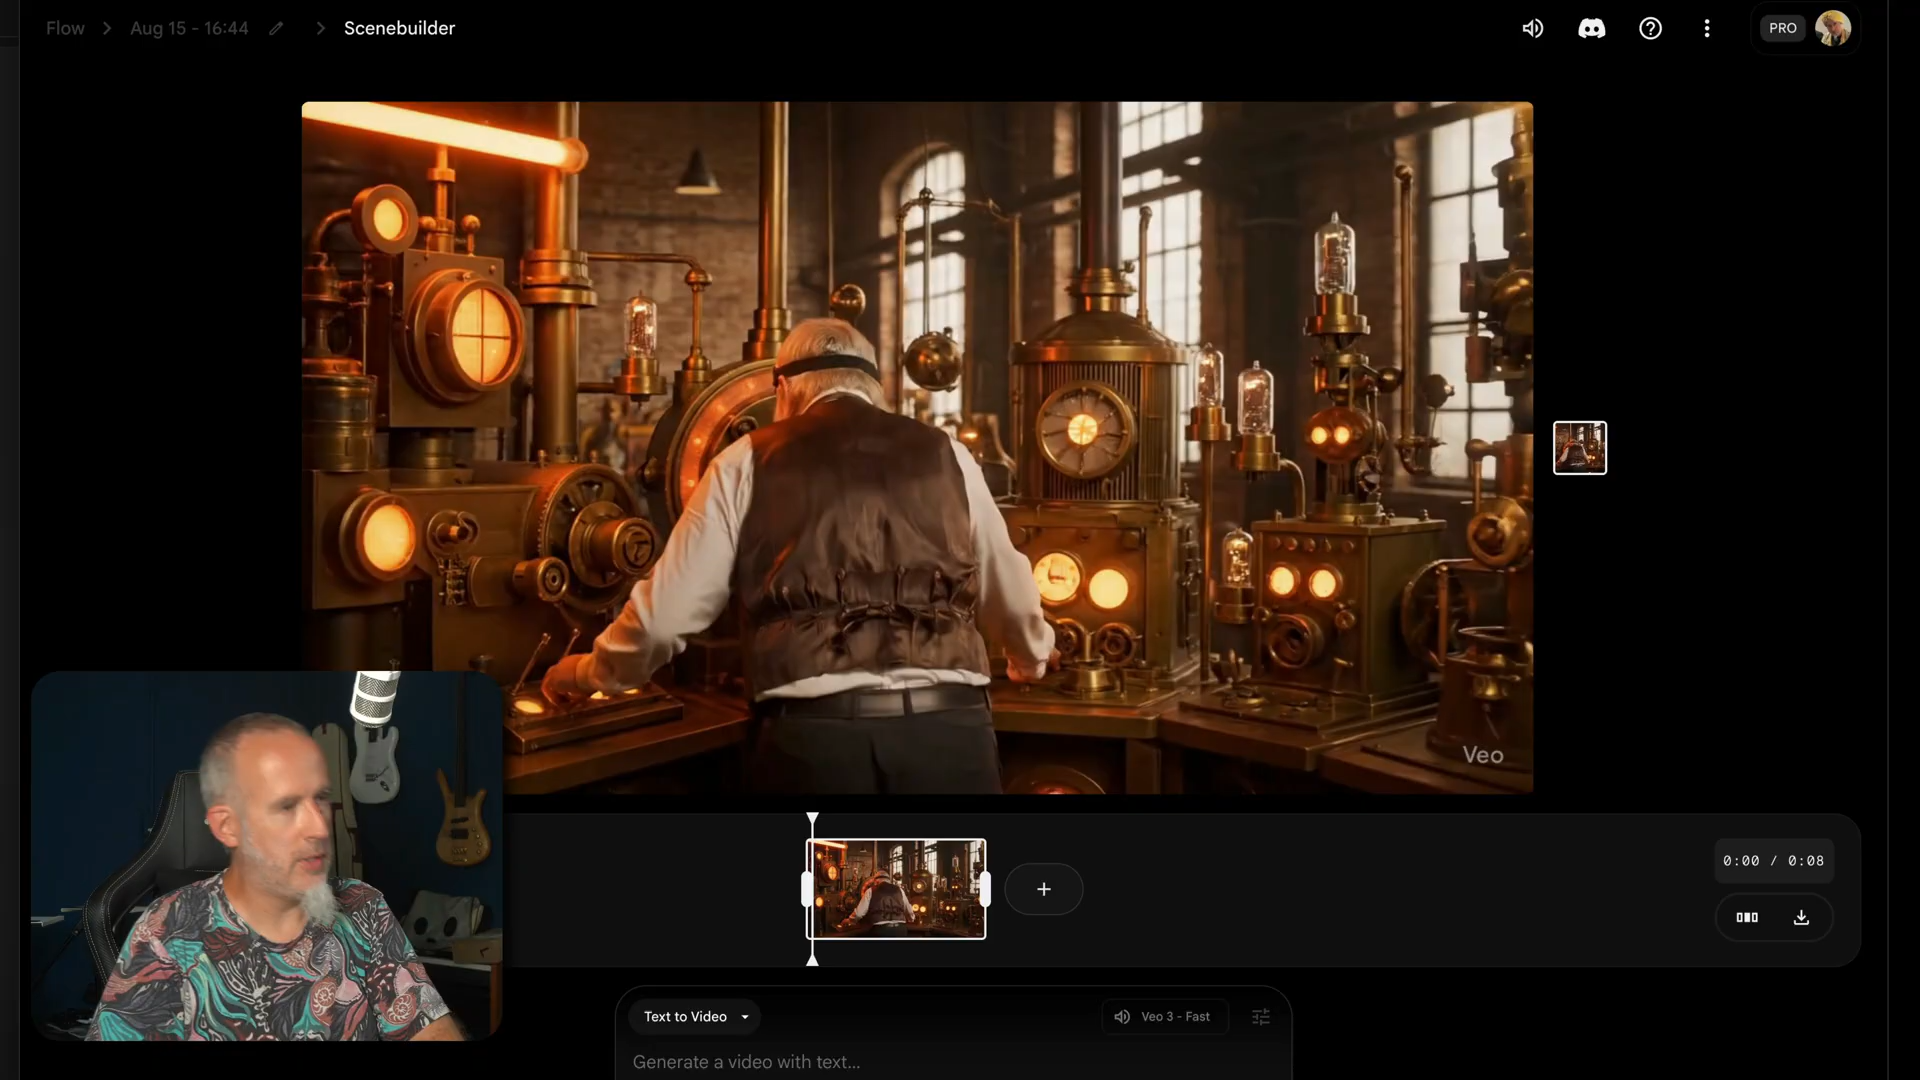 Flow
Aug 15 - 16:44
Scenebuilder
PRO
Veo
0:00 / 0:08
Text to Video
Veo 3 - Fast
Generate a video with text...